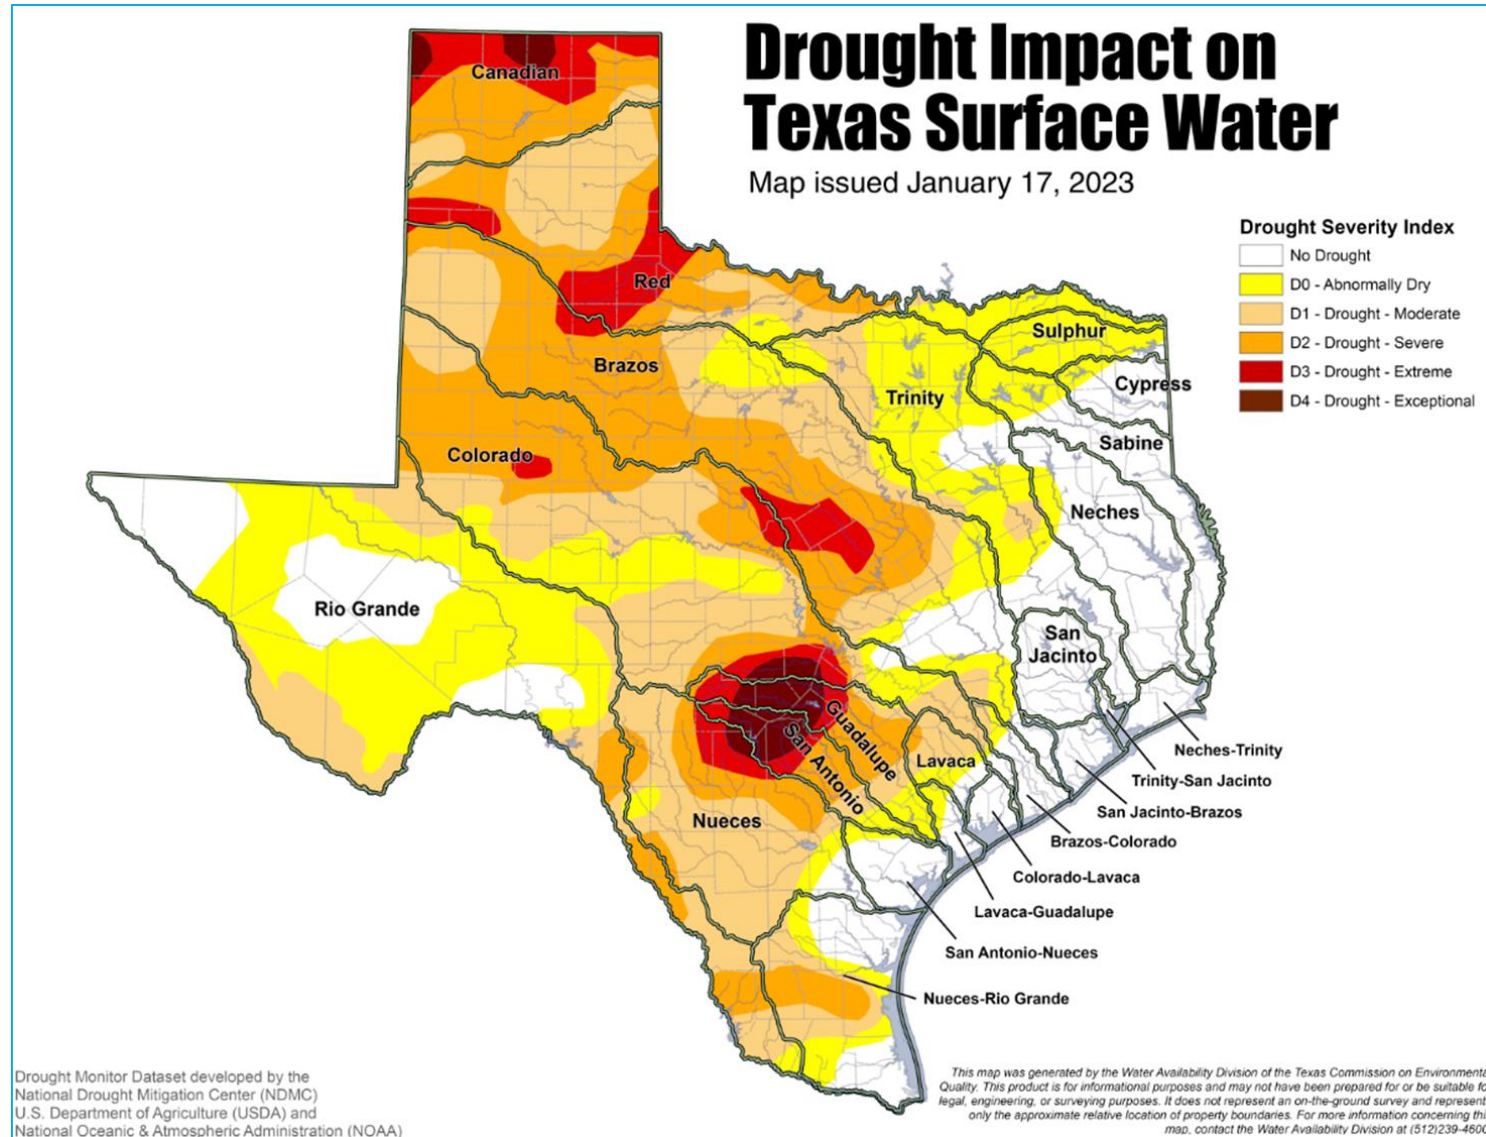 Drought Impact on
Texas Surface Water
Map issued January 17, 2023
Drought Severity Index
No Drought
D0 - Abnormally Dry
D1 - Drought - Moderate
D2 - Drought - Severe
D3 - Drought - Extreme
D4 - Drought - Exceptional
Canadian
Red
Brazos
Sulphur
Cypress
Trinity
Sabine
Colorado
Neches
Rio Grande
San
Jacinto
Guadalupe
San Antonio
Lavaca
Nueces
Neches-Trinity
Trinity-San Jacinto
San Jacinto-Brazos
Brazos-Colorado
Colorado-Lavaca
Lavaca-Guadalupe
San Antonio-Nueces
Nueces-Rio Grande
Drought Monitor Dataset developed by the
National Drought Mitigation Center (NDMC)
U.S. Department of Agriculture (USDA) and
National Oceanic & Atmospheric Administration (NOAA)
This map was generated by the Water Availability Division of the Texas Commission on Environmenta
Quality. This product is for informational purposes and may not have been prepared for or be suitable fo
legal, engineering, or surveying purposes. It does not represent an on-the-ground survey and represent
only the approximate relative location of property boundaries. For more information concerning thi
map, contact the Water Availability Division at (512)239-4600